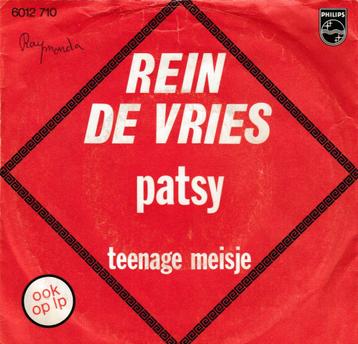 6012 710
Raymonda
PHILIPS
REIN
DE VRIES
patsy
teenage meisje
ook
op lp